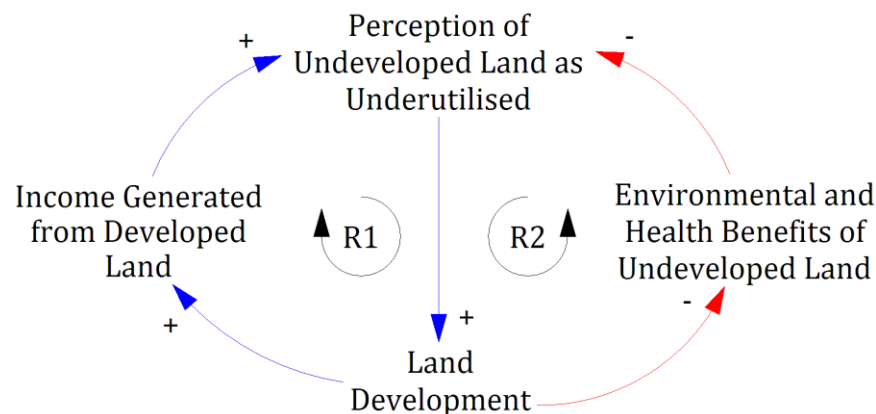 +
Perception of
Undeveloped Land as
Underutilised
-
Income Generated
from Developed
Land
R1
R2
Environmental and
Health Benefits of
Undeveloped Land
+
+
-
Land
Development